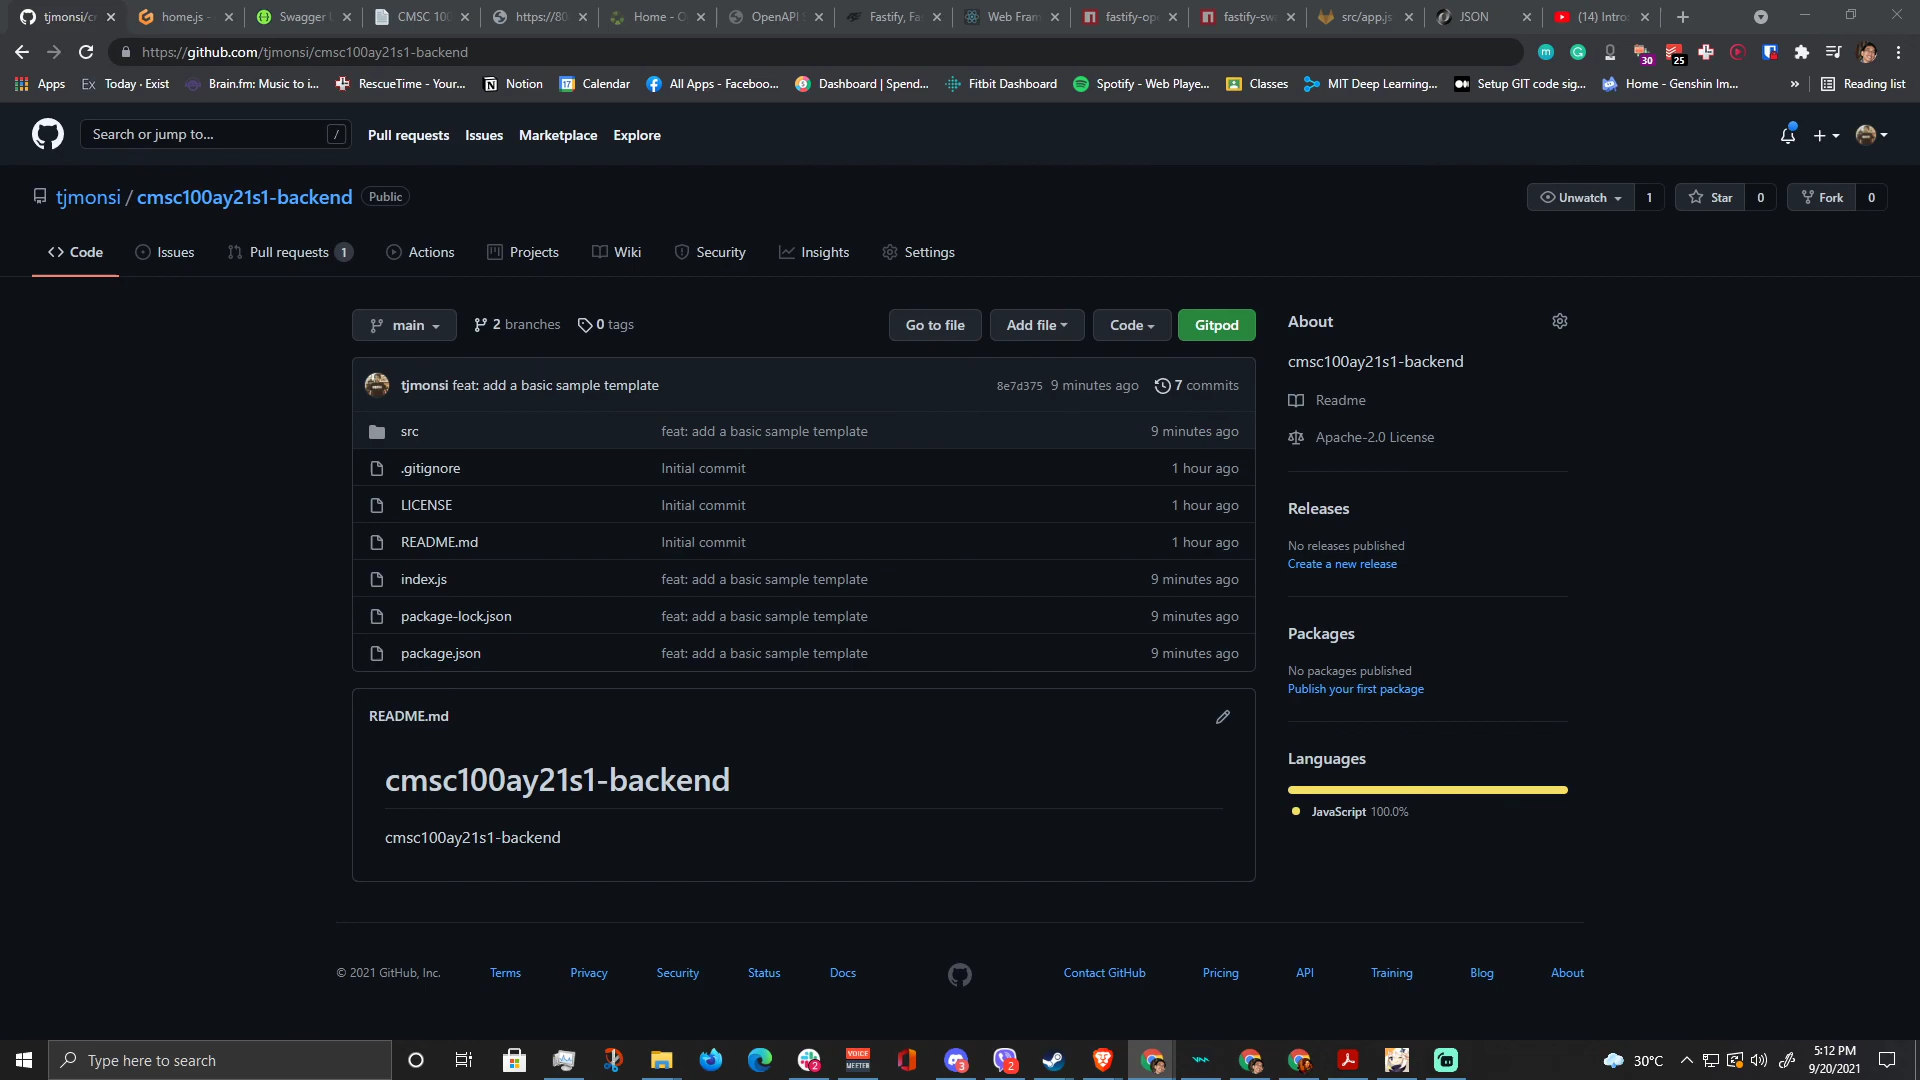 tjmonsi/cr
home.js -
Swagger
CMSC 100
https://80
Home - O
OpenAPI S
Fastify, Fa
Web Fram
fastify-op
fastify-sw
src/app.js
JSON
(14) Intro
https://github.com/tjmonsi/cmsc100ay21s1-backend
30
25
Apps
Ex Today · Exist
Brain.fm: Music to i...
RescueTime - Your...
Notion
Calendar
All Apps - Faceboo...
Dashboard | Spend...
Fitbit Dashboard
Spotify - Web Playe...
Classes
MIT Deep Learning...
Setup GIT code sig...
Home - Genshin Im...
»
Reading list
Search or jump to...
/
Pull requests
Issues
Marketplace
Explore
tjmonsi / cmsc100ay21s1-backend
Public
Unwatch
1
Star
0
Fork
0
Code
Issues
Pull requests 1
Actions
Projects
Wiki
Security
Insights
Settings
main
2 branches
0 tags
Go to file
Add file
Code
Gitpod
tjmonsi feat: add a basic sample template
8e7d375 9 minutes ago
7 commits
src feat: add a basic sample template 9 minutes ago
.gitignore Initial commit 1 hour ago
LICENSE Initial commit 1 hour ago
README.md Initial commit 1 hour ago
index.js feat: add a basic sample template 9 minutes ago
package-lock.json feat: add a basic sample template 9 minutes ago
package.json feat: add a basic sample template 9 minutes ago
README.md
cmsc100ay21s1-backend
cmsc100ay21s1-backend
About
cmsc100ay21s1-backend
Readme
Apache-2.0 License
Releases
No releases published
Create a new release
Packages
No packages published
Publish your first package
Languages
JavaScript 100.0%
© 2021 GitHub, Inc.
Terms
Privacy
Security
Status
Docs
Contact GitHub
Pricing
API
Training
Blog
About
Type here to search
2
VOICE
MEETER
3
2
30°C
5:12 PM
9/20/2021